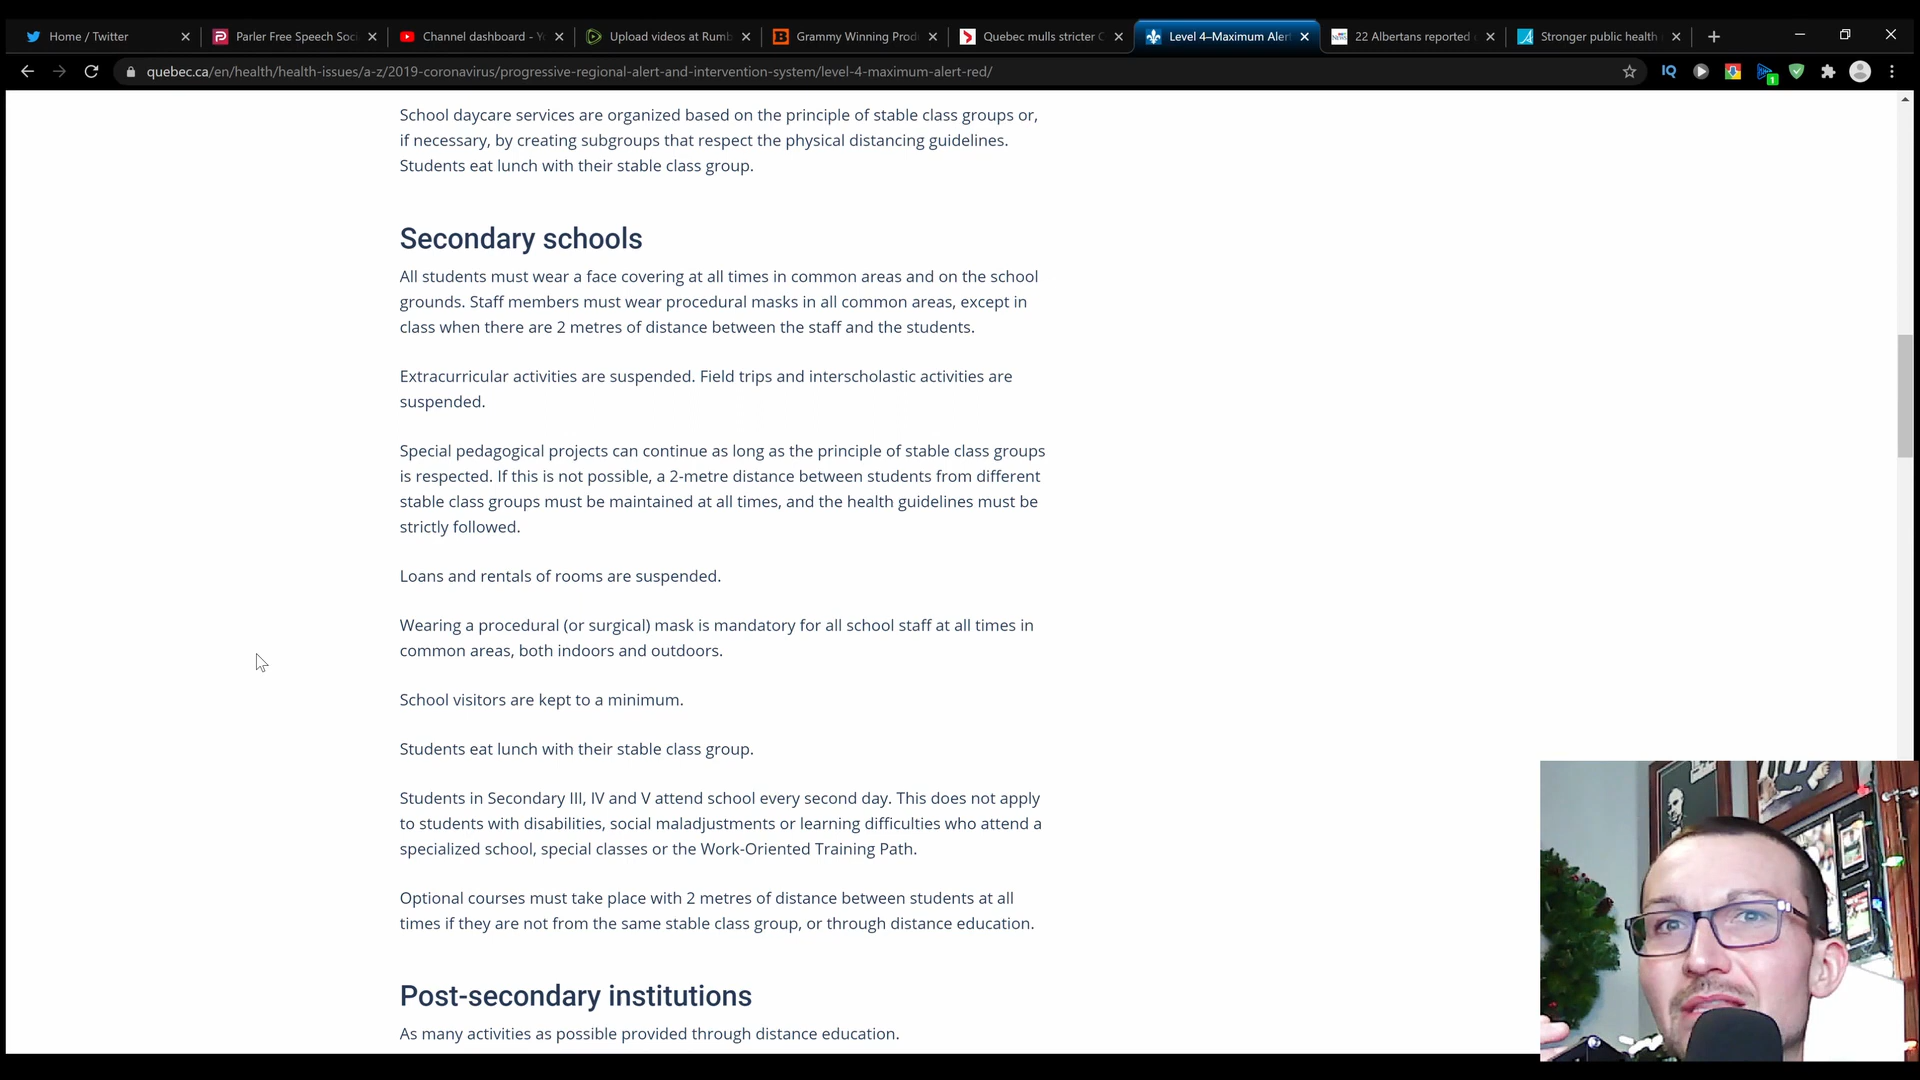 Home / Twitter
Parler Free Speech Soci
Channel dashboard - Y
Upload videos at Rumb
Grammy Winning Prod
Quebec mulls stricter C
Level 4–Maximum Aler
22 Albertans reported
Stronger public health
quebec.ca/en/health/health-issues/a-z/2019-coronavirus/progressive-regional-alert-and-intervention-system/level-4-maximum-alert-red/
IQ
1
School daycare services are organized based on the principle of stable class groups or,
if necessary, by creating subgroups that respect the physical distancing guidelines.
Students eat lunch with their stable class group.
Secondary schools
All students must wear a face covering at all times in common areas and on the school
grounds. Staff members must wear procedural masks in all common areas, except in
class when there are 2 metres of distance between the staff and the students.
Extracurricular activities are suspended. Field trips and interscholastic activities are
suspended.
Special pedagogical projects can continue as long as the principle of stable class groups
is respected. If this is not possible, a 2-metre distance between students from different
stable class groups must be maintained at all times, and the health guidelines must be
strictly followed.
Loans and rentals of rooms are suspended.
Wearing a procedural (or surgical) mask is mandatory for all school staff at all times in
common areas, both indoors and outdoors.
School visitors are kept to a minimum.
Students eat lunch with their stable class group.
Students in Secondary III, IV and V attend school every second day. This does not apply
to students with disabilities, social maladjustments or learning difficulties who attend a
specialized school, special classes or the Work-Oriented Training Path.
Optional courses must take place with 2 metres of distance between students at all
times if they are not from the same stable class group, or through distance education.
Post-secondary institutions
As many activities as possible provided through distance education.